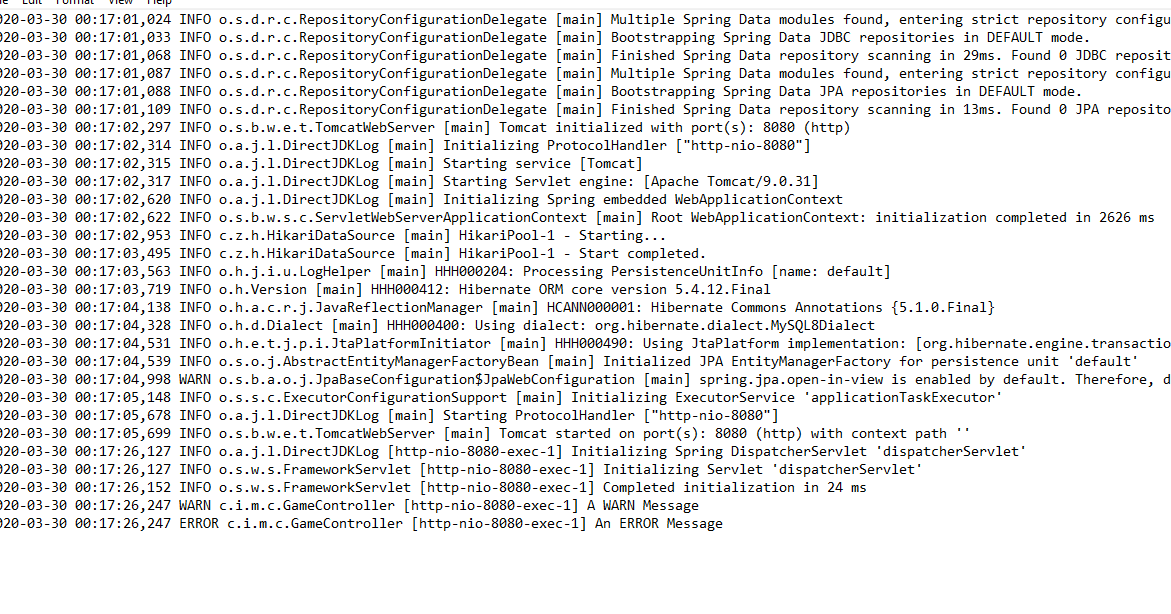 Edit Format View Help
020-03-30 00:17:01,024 INFO o.s.d.r.c.RepositoryConfigurationDelegate [main] Multiple Spring Data modules found, entering strict repository configu
020-03-30 00:17:01,033 INFO o.s.d.r.c.RepositoryConfigurationDelegate [main] Bootstrapping Spring Data JDBC repositories in DEFAULT mode.
020-03-30 00:17:01,068 INFO o.s.d.r.c.RepositoryConfigurationDelegate [main] Finished Spring Data repository scanning in 29ms. Found 0 JDBC reposit
020-03-30 00:17:01,087 INFO o.s.d.r.c.RepositoryConfigurationDelegate [main] Multiple Spring Data modules found, entering strict repository configu
020-03-30 00:17:01,088 INFO o.s.d.r.c.RepositoryConfigurationDelegate [main] Bootstrapping Spring Data JPA repositories in DEFAULT mode.
020-03-30 00:17:01,109 INFO o.s.d.r.c.RepositoryConfigurationDelegate [main] Finished Spring Data repository scanning in 13ms. Found 0 JPA reposito
020-03-30 00:17:02,297 INFO o.s.b.w.e.t.TomcatWebServer [main] Tomcat initialized with port(s): 8080 (http)
020-03-30 00:17:02,314 INFO o.a.j.l.DirectJDKLog [main] Initializing ProtocolHandler ["http-nio-8080"]
020-03-30 00:17:02,315 INFO o.a.j.l.DirectJDKLog [main] Starting service [Tomcat]
020-03-30 00:17:02,317 INFO o.a.j.l.DirectJDKLog [main] Starting Servlet engine: [Apache Tomcat/9.0.31]
020-03-30 00:17:02,620 INFO o.a.j.l.DirectJDKLog [main] Initializing Spring embedded WebApplicationContext
020-03-30 00:17:02,622 INFO o.s.b.w.s.c.ServletWebServerApplicationContext [main] Root WebApplicationContext: initialization completed in 2626 ms
020-03-30 00:17:02,953 INFO c.z.h.HikariDataSource [main] HikariPool-1 - Starting...
020-03-30 00:17:03,495 INFO c.z.h.HikariDataSource [main] HikariPool-1 - Start completed.
020-03-30 00:17:03,563 INFO o.h.j.i.u.LogHelper [main] HHH000204: Processing PersistenceUnitInfo [name: default]
020-03-30 00:17:03,719 INFO o.h.Version [main] HHH000412: Hibernate ORM core version 5.4.12.Final
020-03-30 00:17:04,138 INFO o.h.a.c.r.j.JavaReflectionManager [main] HCANN000001: Hibernate Commons Annotations {5.1.0.Final}
020-03-30 00:17:04,328 INFO o.h.d.Dialect [main] HHH000400: Using dialect: org.hibernate.dialect.MySQL8Dialect
020-03-30 00:17:04,531 INFO o.h.e.t.j.p.i.JtaPlatformInitiator [main] HHH000490: Using JtaPlatform implementation: [org.hibernate.engine.transactio
020-03-30 00:17:04,539 INFO o.s.o.j.AbstractEntityManagerFactoryBean [main] Initialized JPA EntityManagerFactory for persistence unit 'default'
020-03-30 00:17:04,998 WARN o.s.b.a.o.j.JpaBaseConfiguration$JpaWebConfiguration [main] spring.jpa.open-in-view is enabled by default. Therefore, d
020-03-30 00:17:05,148 INFO o.s.s.c.ExecutorConfigurationSupport [main] Initializing ExecutorService 'applicationTaskExecutor'
020-03-30 00:17:05,678 INFO o.a.j.l.DirectJDKLog [main] Starting ProtocolHandler ["http-nio-8080"]
020-03-30 00:17:05,699 INFO o.s.b.w.e.t.TomcatWebServer [main] Tomcat started on port(s): 8080 (http) with context path ''
020-03-30 00:17:26,127 INFO o.a.j.l.DirectJDKLog [http-nio-8080-exec-1] Initializing Spring DispatcherServlet 'dispatcherServlet'
020-03-30 00:17:26,127 INFO o.s.w.s.FrameworkServlet [http-nio-8080-exec-1] Initializing Servlet 'dispatcherServlet'
020-03-30 00:17:26,152 INFO o.s.w.s.FrameworkServlet [http-nio-8080-exec-1] Completed initialization in 24 ms
020-03-30 00:17:26,247 WARN c.i.m.c.GameController [http-nio-8080-exec-1] A WARN Message
020-03-30 00:17:26,247 ERROR c.i.m.c.GameController [http-nio-8080-exec-1] An ERROR Message